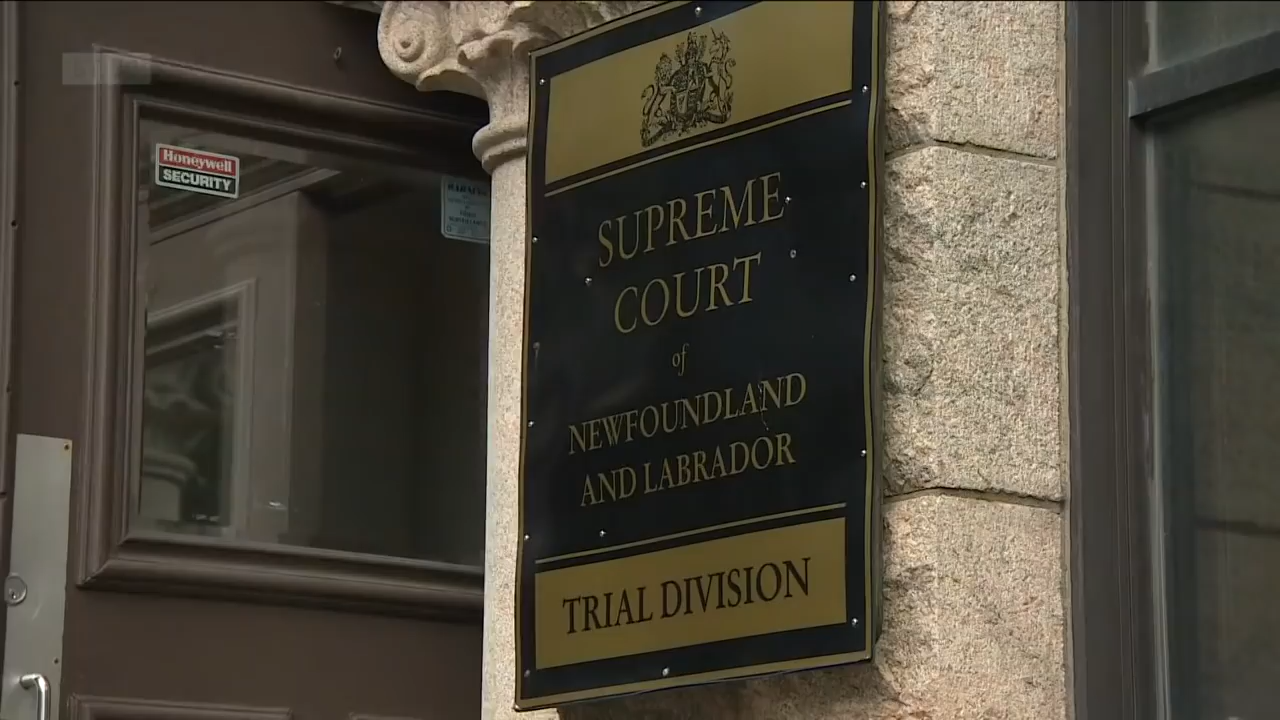 Honeywell
SECURITY
SUPREME
COURT
of
NEWFOUNDLAND
AND LABRADOR
TRIAL DIVISION